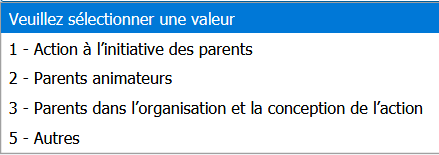 Veuillez sélectionner une valeur
1 - Action à l’initiative des parents
2 - Parents animateurs
3 - Parents dans l’organisation et la conception de l’action
5 - Autres